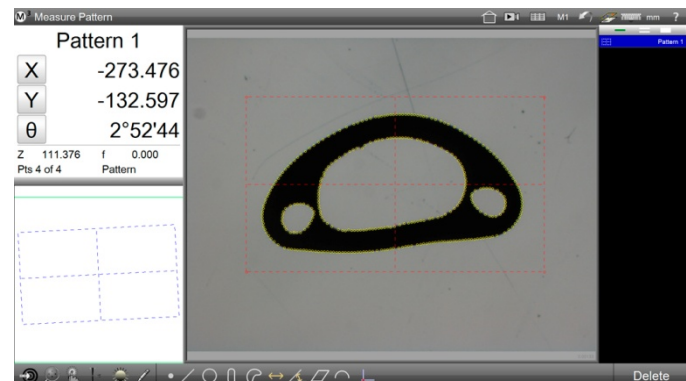 M3 Measure Pattern
M1
mm
?
Pattern 1
X -273.476
Y -132.597
θ 2°52'44
Z 111.376 f 0.000
Pts 4 of 4 Pattern
Pattern 1
Delete